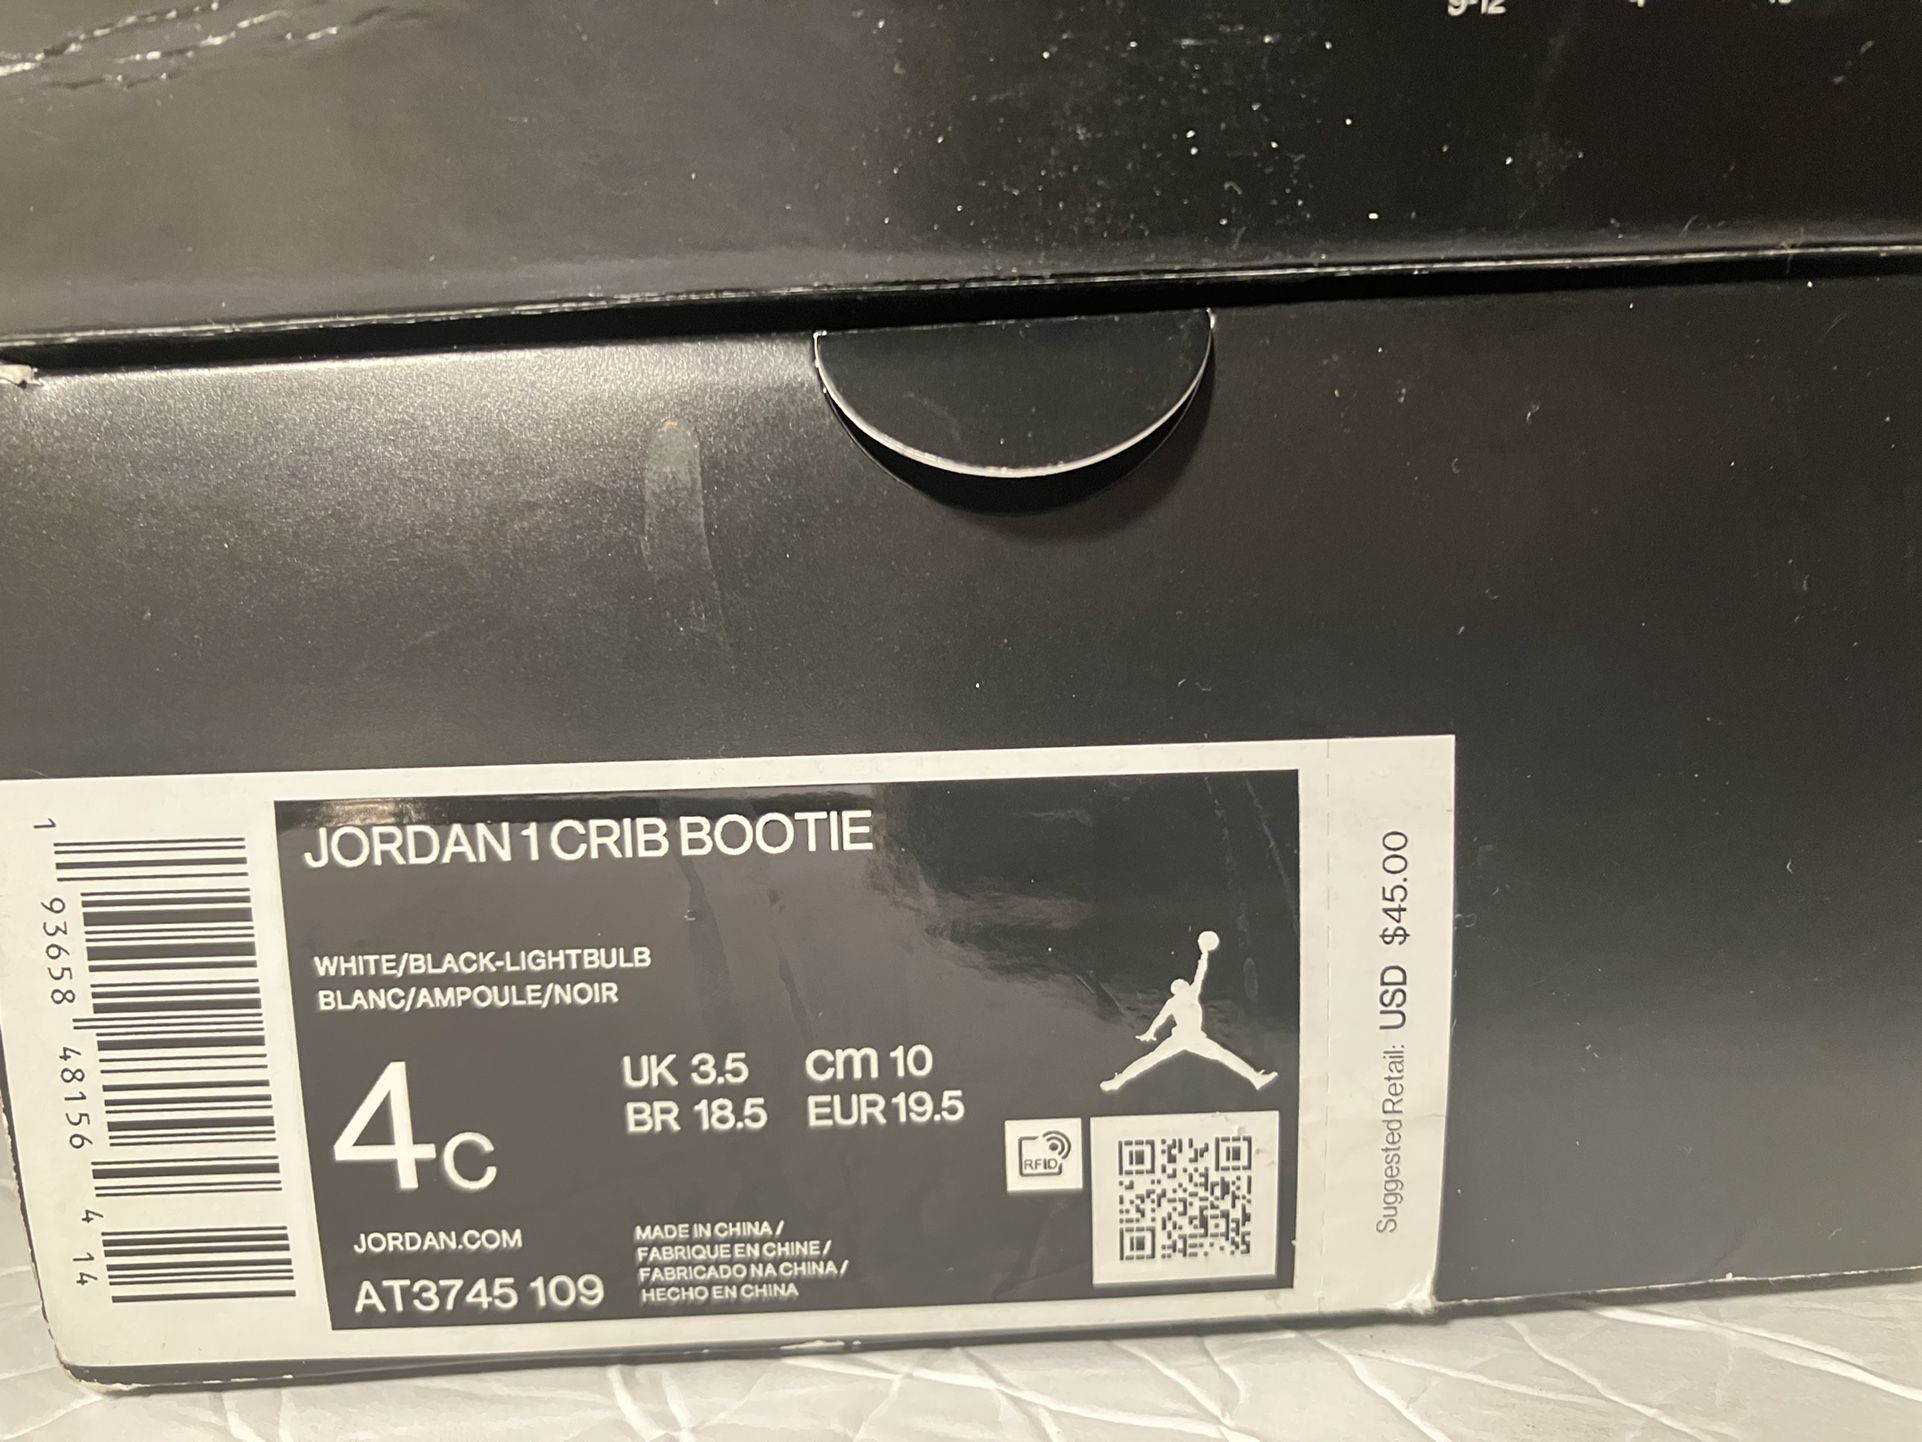 9-12
JORDAN 1 CRIB BOOTIE
WHITE/BLACK-LIGHTBULB
BLANC/AMPOULE/NOIR
4C
UK 3.5 cm 10
BR 18.5 EUR 19.5
RFID
JORDAN.COM
AT3745 109
MADE IN CHINA /
FABRIQUE EN CHINE /
FABRICADO NA CHINA /
HECHO EN CHINA
1 93658 48156 4 14
Suggested Retail: USD $45.00